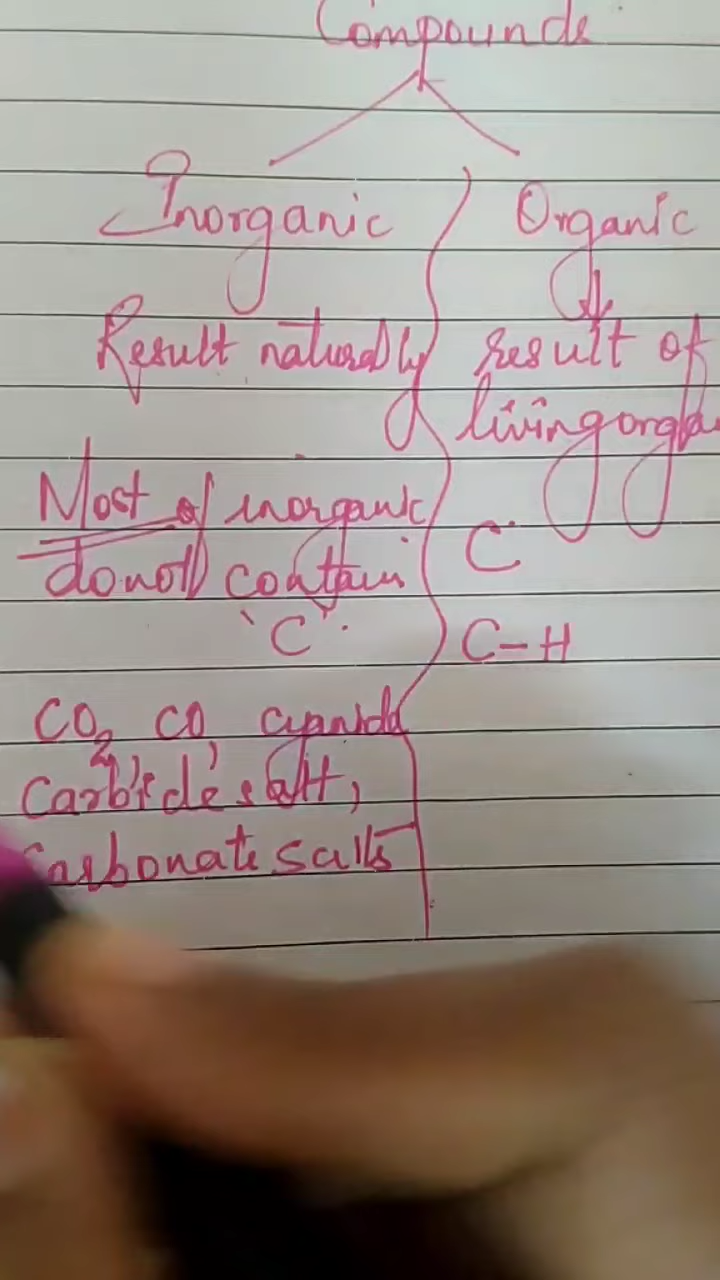 Compounds
Inorganic
Result naturally
Most of inorganic
donot contain
'C'.
CO2, CO, cyanide
Carbide salt,
Carbonate salts
Organic
result of
living
C
C-H